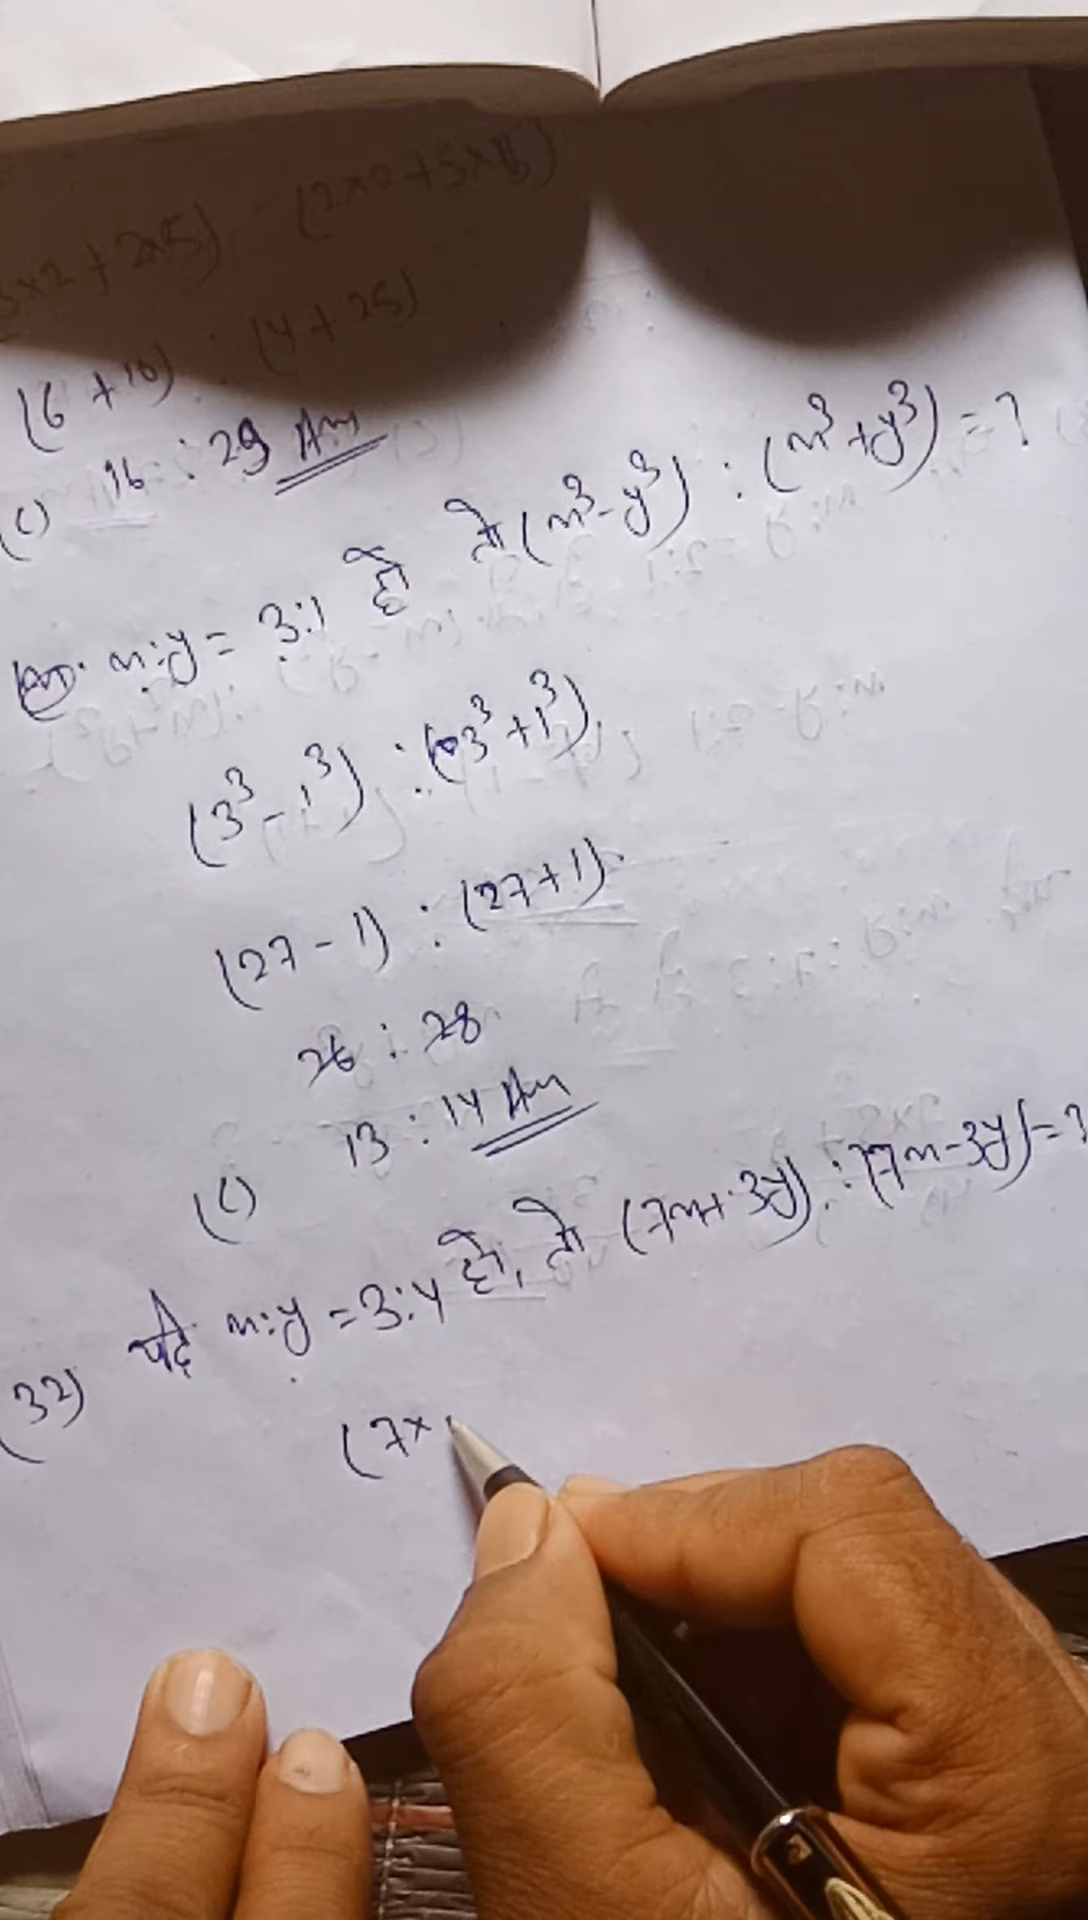 (3×2+2×5) : (2×2+5×5)
(6+10) : (4+25)
(c) 16 : 29 Ans
x:y = 3:1 हो तो (x³-y³) : (x³+y³) = ?
(3³-1³) : (3³+1³)
(27-1) : (27+1)
26 : 28
(c) 13 : 14 Ans
(32) यदि x:y = 3:4 हो, तो (7x+3y) : (7x-3y) = ?
(7×